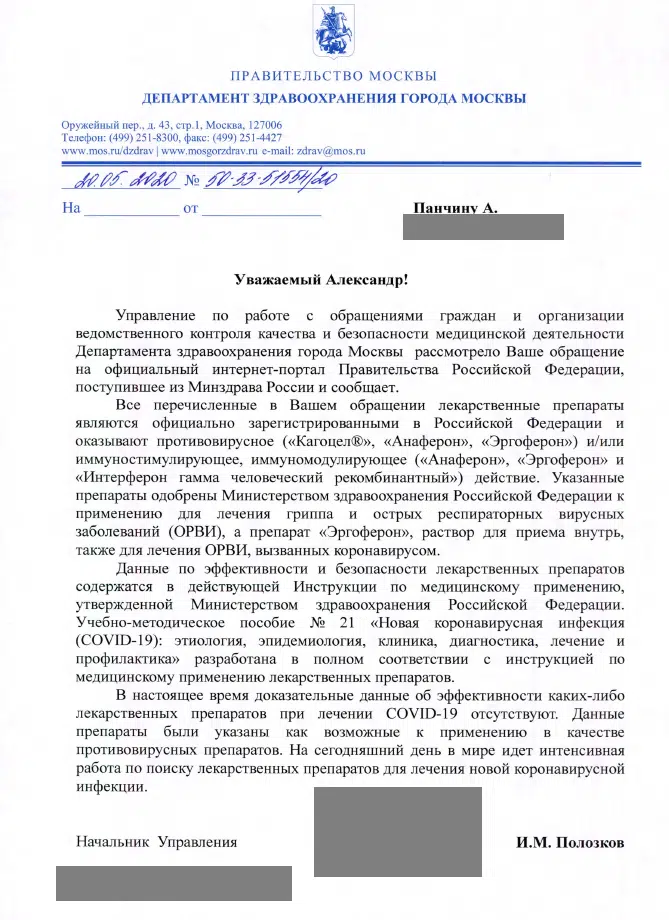 ПРАВИТЕЛЬСТВО МОСКВЫ
ДЕПАРТАМЕНТ ЗДРАВООХРАНЕНИЯ ГОРОДА МОСКВЫ
Оружейный пер., д. 43, стр.1, Москва, 127006
Телефон: (499) 251-8300, факс: (499) 251-4427
www.mos.ru/dzdrav | www.mosgorzdrav.ru e-mail: zdrav@mos.ru
20.05. 2020 № 50-33-51554/20
На ____________ от _______________
Панчину А.
Уважаемый Александр!
Управление по работе с обращениями граждан и организации
ведомственного контроля качества и безопасности медицинской деятельности
Департамента здравоохранения города Москвы рассмотрело Ваше обращение
на официальный интернет-портал Правительства Российской Федерации,
поступившее из Минздрава России и сообщает.
Все перечисленные в Вашем обращении лекарственные препараты
являются официально зарегистрированными в Российской Федерации и
оказывают противовирусное («Кагоцел®», «Анаферон», «Эргоферон») и/или
иммуностимулирующее, иммуномодулирующее («Анаферон», «Эргоферон» и
«Интерферон гамма человеческий рекомбинантный») действие. Указанные
препараты одобрены Министерством здравоохранения Российской Федерации к
применению для лечения гриппа и острых респираторных вирусных
заболеваний (ОРВИ), а препарат «Эргоферон», раствор для приема внутрь,
также для лечения ОРВИ, вызванных коронавирусом.
Данные по эффективности и безопасности лекарственных препаратов
содержатся в действующей Инструкции по медицинскому применению,
утвержденной Министерством здравоохранения Российской Федерации.
Учебно-методическое пособие № 21 «Новая коронавирусная инфекция
(COVID-19): этиология, эпидемиология, клиника, диагностика, лечение и
профилактика» разработана в полном соответствии с инструкцией по
медицинскому применению лекарственных препаратов.
В настоящее время доказательные данные об эффективности каких-либо
лекарственных препаратов при лечении COVID-19 отсутствуют. Данные
препараты были указаны как возможные к применению в качестве
противовирусных препаратов. На сегодняшний день в мире идет интенсивная
работа по поиску лекарственных препаратов для лечения новой коронавирусной
инфекции.
Начальник Управления
И.М. Полозков